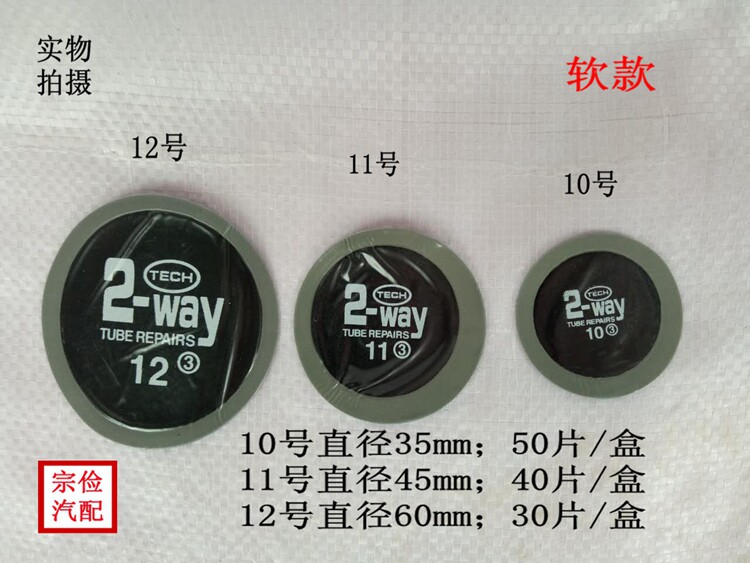 实物
拍摄
软款
12号
11号
10号
TECH
2-way
TUBE REPAIRS
12 ③
TECH
2-way
TUBE REPAIRS
11 ③
TECH
2-way
TUBE REPAIRS
10 ③
10号直径35mm；50片/盒
11号直径45mm；40片/盒
12号直径60mm；30片/盒
宗俭
汽配